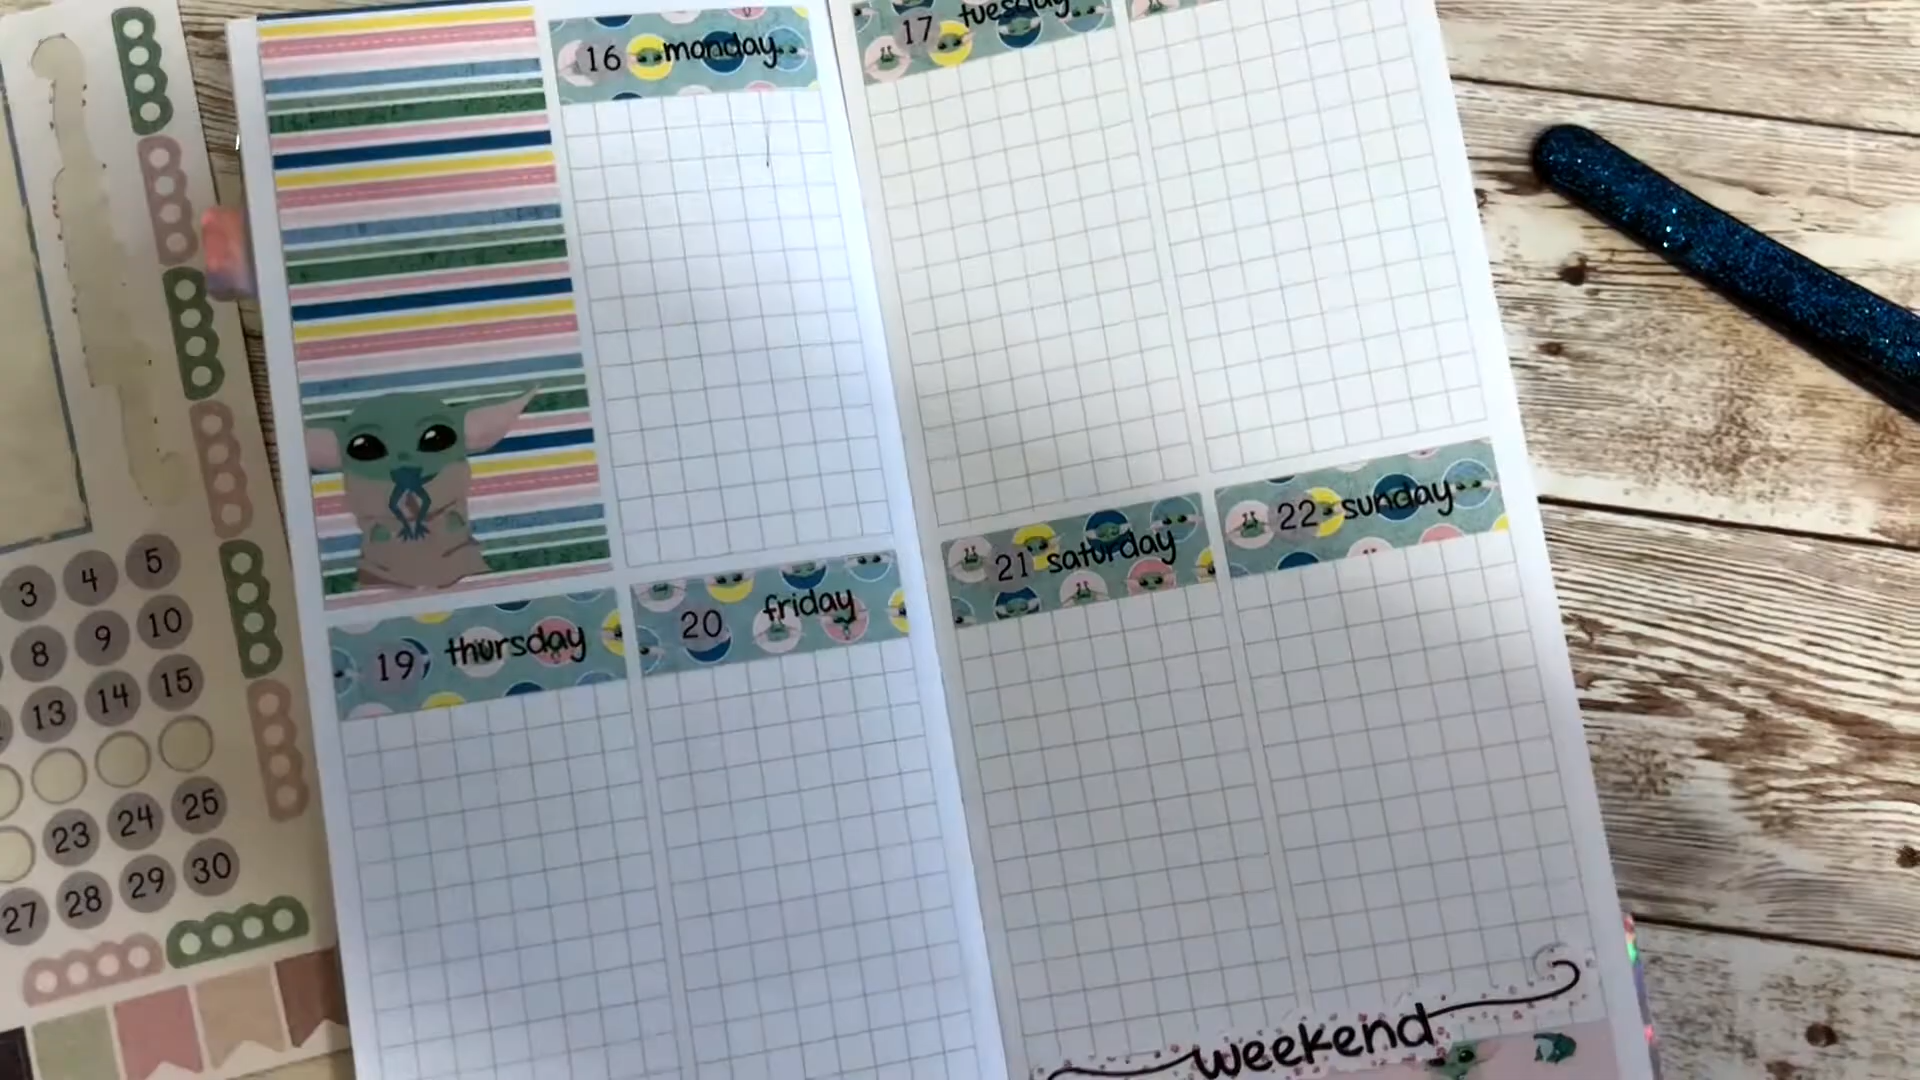 16 monday
17 tuesday
19 thursday
20 friday
21 saturday
22 sunday
weekend
3 4 5
8 9 10
13 14 15
23 24 25
27 28 29 30